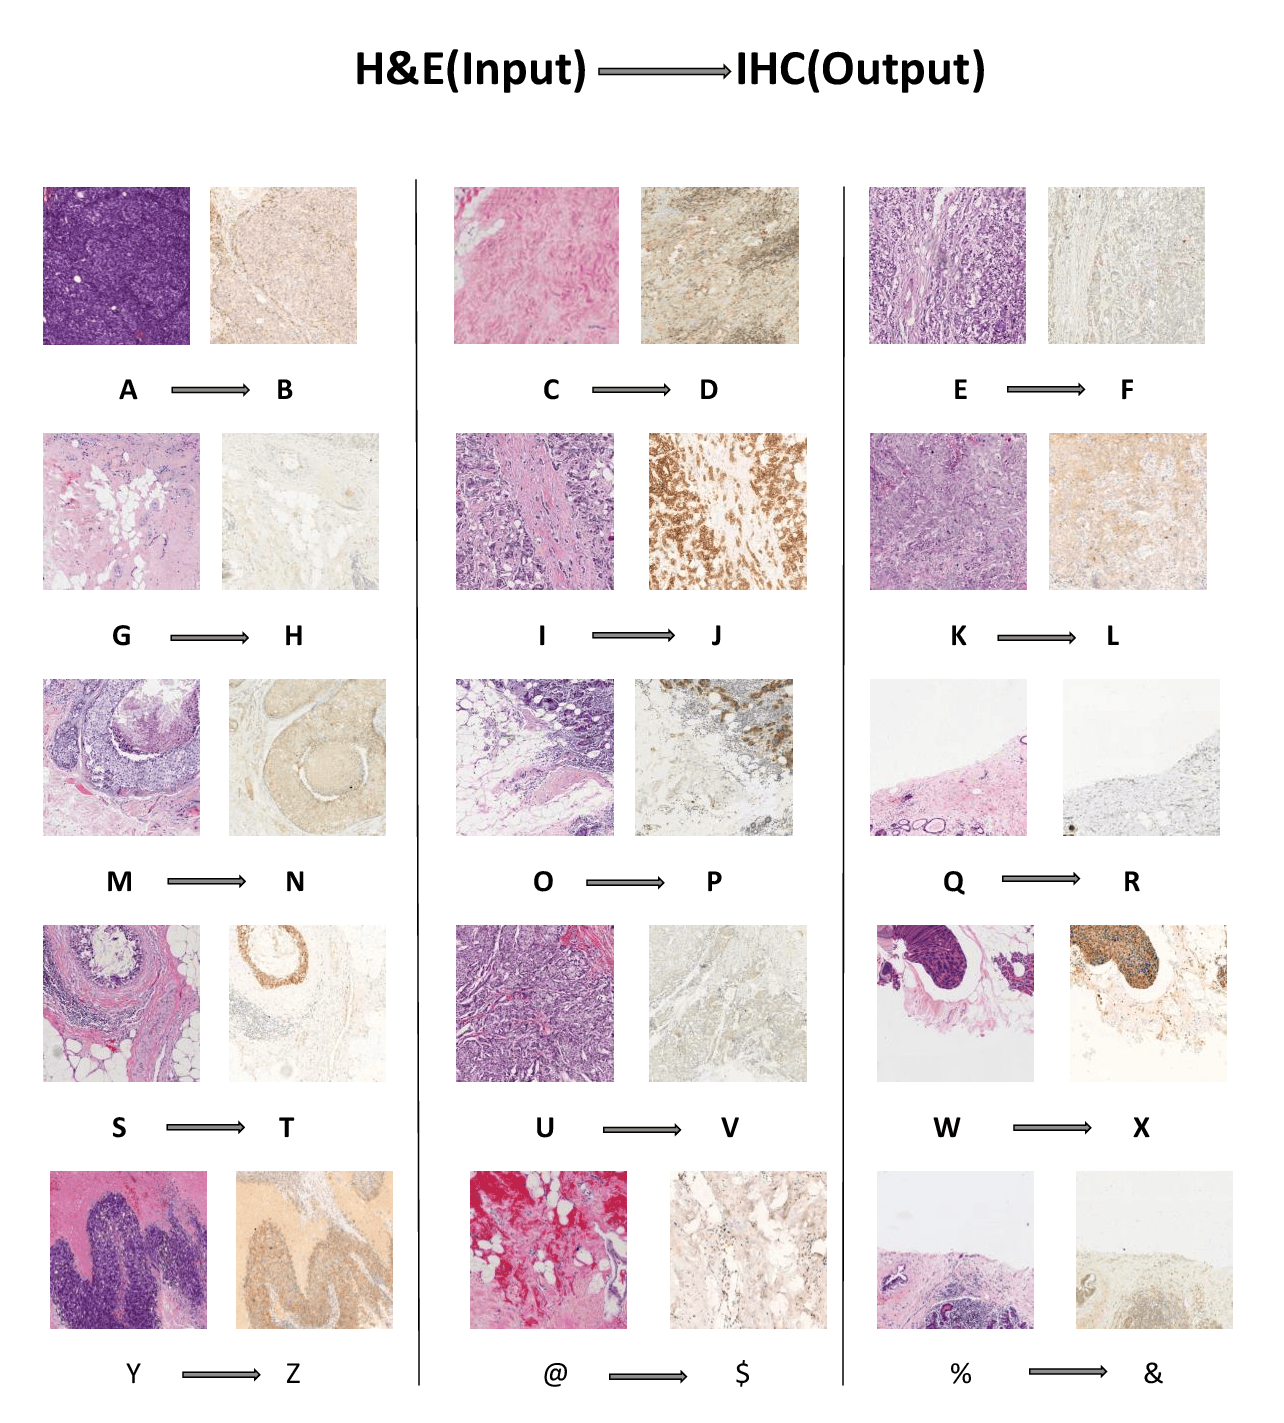 H&E(Input) IHC(Output)
A B C D E F
G H I J K L
M N O P Q R
S T U V W X
Y Z @ $ % &